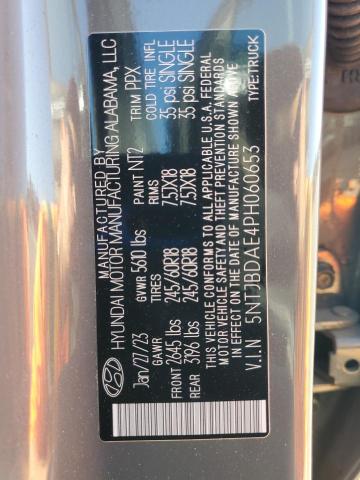 MANUFACTURED BY
HYUNDAI MOTOR MANUFACTURING ALABAMA, LLC
Jan/27/23 GVWR 5610 lbs PAINT NT2 TRIM PPX
GAWR TIRES RIMS COLD TIRE INFL
FRONT 2645 lbs 245/60R18 7.5JX18 35 psi SINGLE
REAR 3196 lbs 245/60R18 7.5JX18 35 psi SINGLE
THIS VEHICLE CONFORMS TO ALL APPLICABLE U.S.A. FEDERAL
MOTOR VEHICLE SAFETY AND THEFT PREVENTION STANDARDS
IN EFFECT ON THE DATE OF MANUFACTURE SHOWN ABOVE
V.I.N 5NTJBDAE4PH060653 TYPE:TRUCK